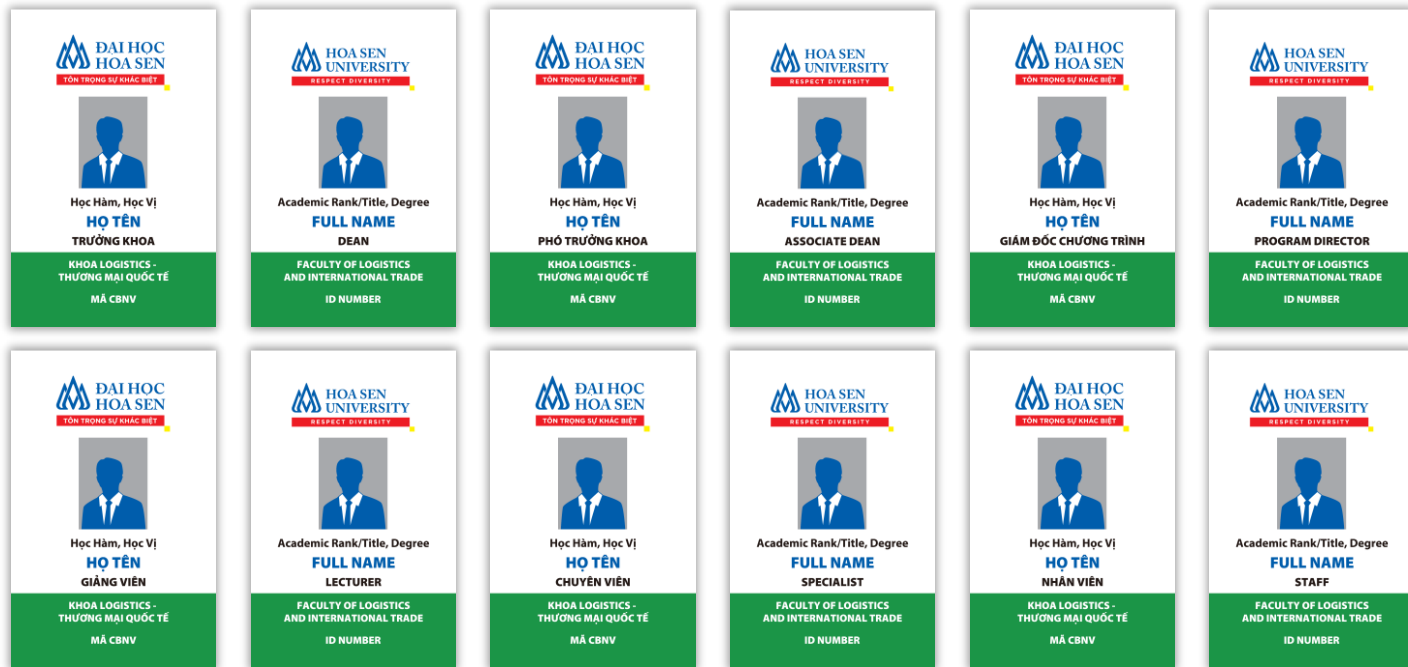 ĐẠI HỌC
HOA SEN
TÔN TRỌNG SỰ KHÁC BIỆT
Học Hàm, Học Vị
HỌ TÊN
TRƯỞNG KHOA
KHOA LOGISTICS -
THƯƠNG MẠI QUỐC TẾ
MÃ CBNV
HOA SEN
UNIVERSITY
RESPECT DIVERSITY
Academic Rank/Title, Degree
FULL NAME
DEAN
FACULTY OF LOGISTICS
AND INTERNATIONAL TRADE
ID NUMBER
ĐẠI HỌC
HOA SEN
TÔN TRỌNG SỰ KHÁC BIỆT
Học Hàm, Học Vị
HỌ TÊN
PHÓ TRƯỞNG KHOA
KHOA LOGISTICS -
THƯƠNG MẠI QUỐC TẾ
MÃ CBNV
HOA SEN
UNIVERSITY
RESPECT DIVERSITY
Academic Rank/Title, Degree
FULL NAME
ASSOCIATE DEAN
FACULTY OF LOGISTICS
AND INTERNATIONAL TRADE
ID NUMBER
ĐẠI HỌC
HOA SEN
TÔN TRỌNG SỰ KHÁC BIỆT
Học Hàm, Học Vị
HỌ TÊN
GIÁM ĐỐC CHƯƠNG TRÌNH
KHOA LOGISTICS -
THƯƠNG MẠI QUỐC TẾ
MÃ CBNV
HOA SEN
UNIVERSITY
RESPECT DIVERSITY
Academic Rank/Title, Degree
FULL NAME
PROGRAM DIRECTOR
FACULTY OF LOGISTICS
AND INTERNATIONAL TRADE
ID NUMBER
ĐẠI HỌC
HOA SEN
TÔN TRỌNG SỰ KHÁC BIỆT
Học Hàm, Học Vị
HỌ TÊN
GIẢNG VIÊN
KHOA LOGISTICS -
THƯƠNG MẠI QUỐC TẾ
MÃ CBNV
HOA SEN
UNIVERSITY
RESPECT DIVERSITY
Academic Rank/Title, Degree
FULL NAME
LECTURER
FACULTY OF LOGISTICS
AND INTERNATIONAL TRADE
ID NUMBER
ĐẠI HỌC
HOA SEN
TÔN TRỌNG SỰ KHÁC BIỆT
Học Hàm, Học Vị
HỌ TÊN
CHUYÊN VIÊN
KHOA LOGISTICS -
THƯƠNG MẠI QUỐC TẾ
MÃ CBNV
HOA SEN
UNIVERSITY
RESPECT DIVERSITY
Academic Rank/Title, Degree
FULL NAME
SPECIALIST
FACULTY OF LOGISTICS
AND INTERNATIONAL TRADE
ID NUMBER
ĐẠI HỌC
HOA SEN
TÔN TRỌNG SỰ KHÁC BIỆT
Học Hàm, Học Vị
HỌ TÊN
NHÂN VIÊN
KHOA LOGISTICS -
THƯƠNG MẠI QUỐC TẾ
MÃ CBNV
HOA SEN
UNIVERSITY
RESPECT DIVERSITY
Academic Rank/Title, Degree
FULL NAME
STAFF
FACULTY OF LOGISTICS
AND INTERNATIONAL TRADE
ID NUMBER